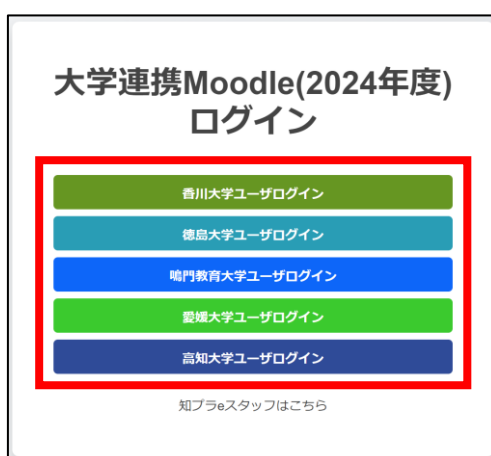 大学連携Moodle(2024年度)
ログイン
香川大学ユーザログイン
徳島大学ユーザログイン
鳴門教育大学ユーザログイン
愛媛大学ユーザログイン
高知大学ユーザログイン
知プラeスタッフはこちら